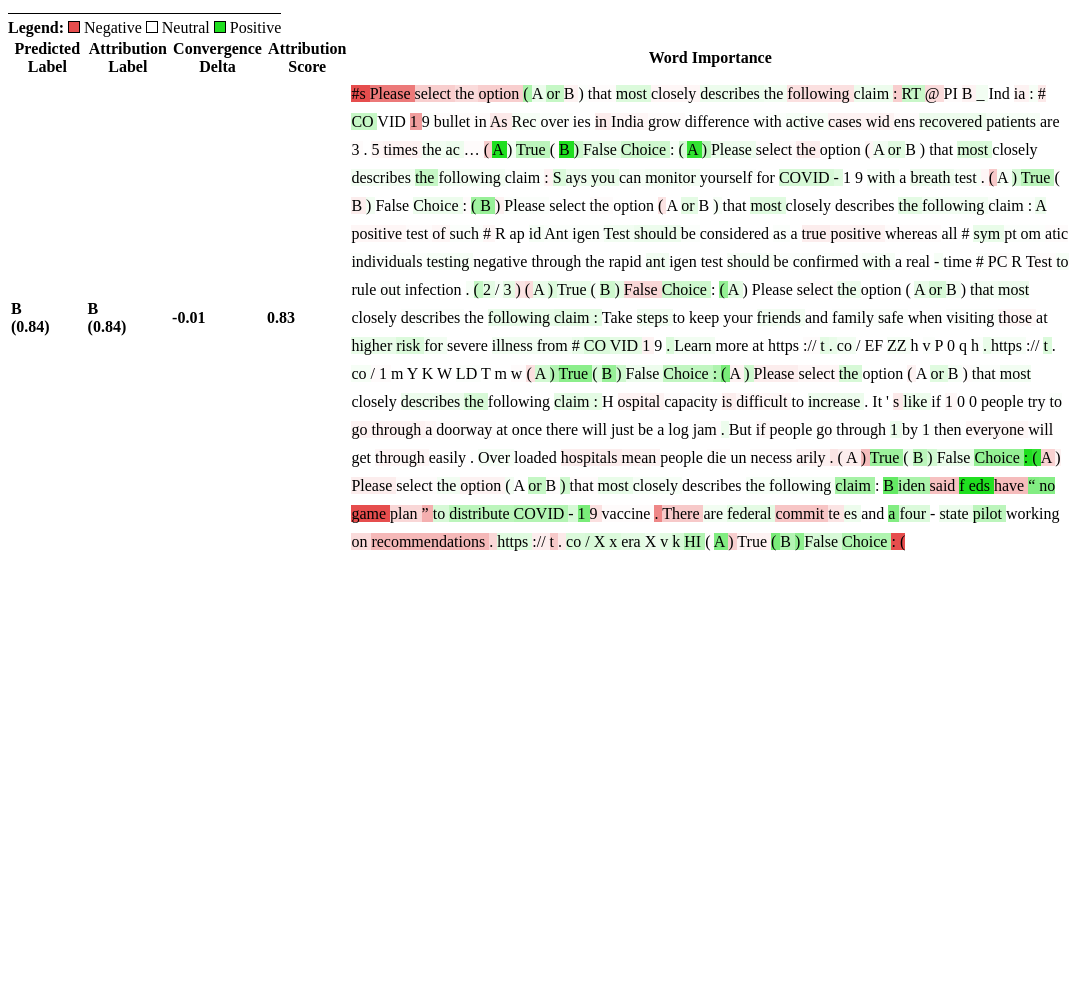 Legend: Negative Neutral Positive
Predicted Label Attribution Label Convergence Delta Attribution Score Word Importance
B (0.84) B (0.84) -0.01 0.83
#s Please select the option ( A or B ) that most closely describes the following claim : RT @ PI B _ Ind ia : #
CO VID 1 9 bullet in As Rec over ies in India grow difference with active cases wid ens recovered patients are
3 . 5 times the ac … ( A ) True ( B ) False Choice : ( A ) Please select the option ( A or B ) that most closely
describes the following claim : S ays you can monitor yourself for COVID - 1 9 with a breath test . ( A ) True (
B ) False Choice : ( B ) Please select the option ( A or B ) that most closely describes the following claim : A
positive test of such # R ap id Ant igen Test should be considered as a true positive whereas all # sym pt om atic
individuals testing negative through the rapid ant igen test should be confirmed with a real - time # PC R Test to
rule out infection . ( 2 / 3 ) ( A ) True ( B ) False Choice : ( A ) Please select the option ( A or B ) that most
closely describes the following claim : Take steps to keep your friends and family safe when visiting those at
higher risk for severe illness from # CO VID 1 9 . Learn more at https :// t . co / EF ZZ h v P 0 q h . https :// t .
co / 1 m Y K W LD T m w ( A ) True ( B ) False Choice : ( A ) Please select the option ( A or B ) that most
closely describes the following claim : H ospital capacity is difficult to increase . It ' s like if 1 0 0 people try to
go through a doorway at once there will just be a log jam . But if people go through 1 by 1 then everyone will
get through easily . Over loaded hospitals mean people die un necess arily . ( A ) True ( B ) False Choice : ( A )
Please select the option ( A or B ) that most closely describes the following claim : B iden said f eds have “ no
game plan ” to distribute COVID - 1 9 vaccine . There are federal commit te es and a four - state pilot working
on recommendations . https :// t . co / X x era X v k HI ( A ) True ( B ) False Choice : (